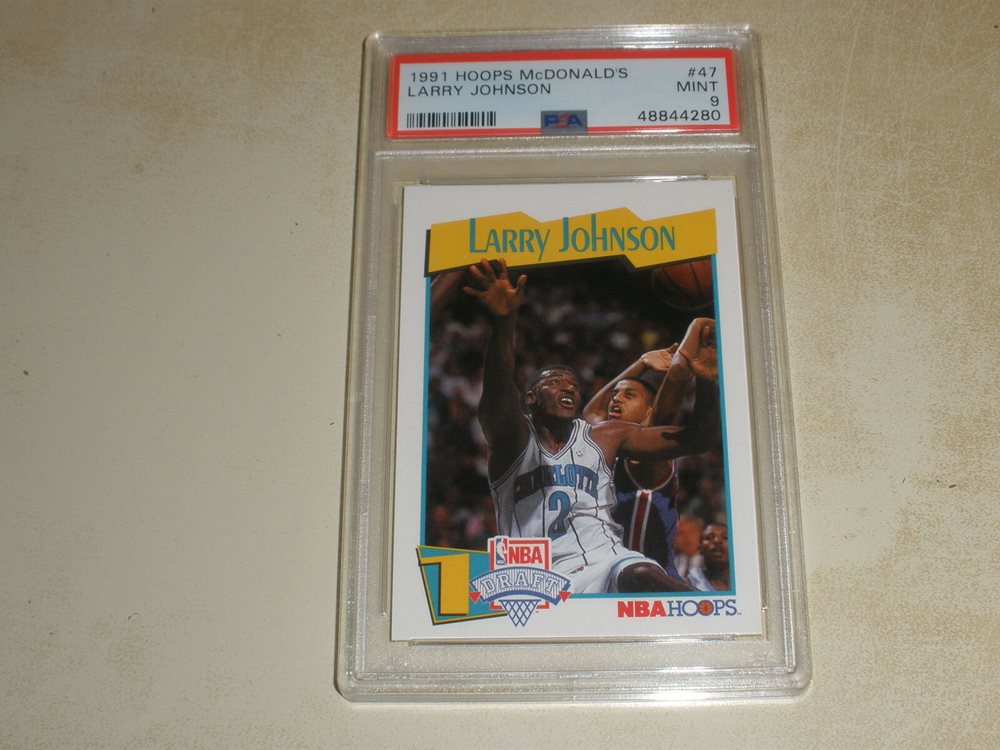 1991 HOOPS McDONALD'S #47
LARRY JOHNSON MINT
9
PSA 48844280
LARRY JOHNSON
CHARLOTTE
2
1
NBA
DRAFT
NBA HOOPS